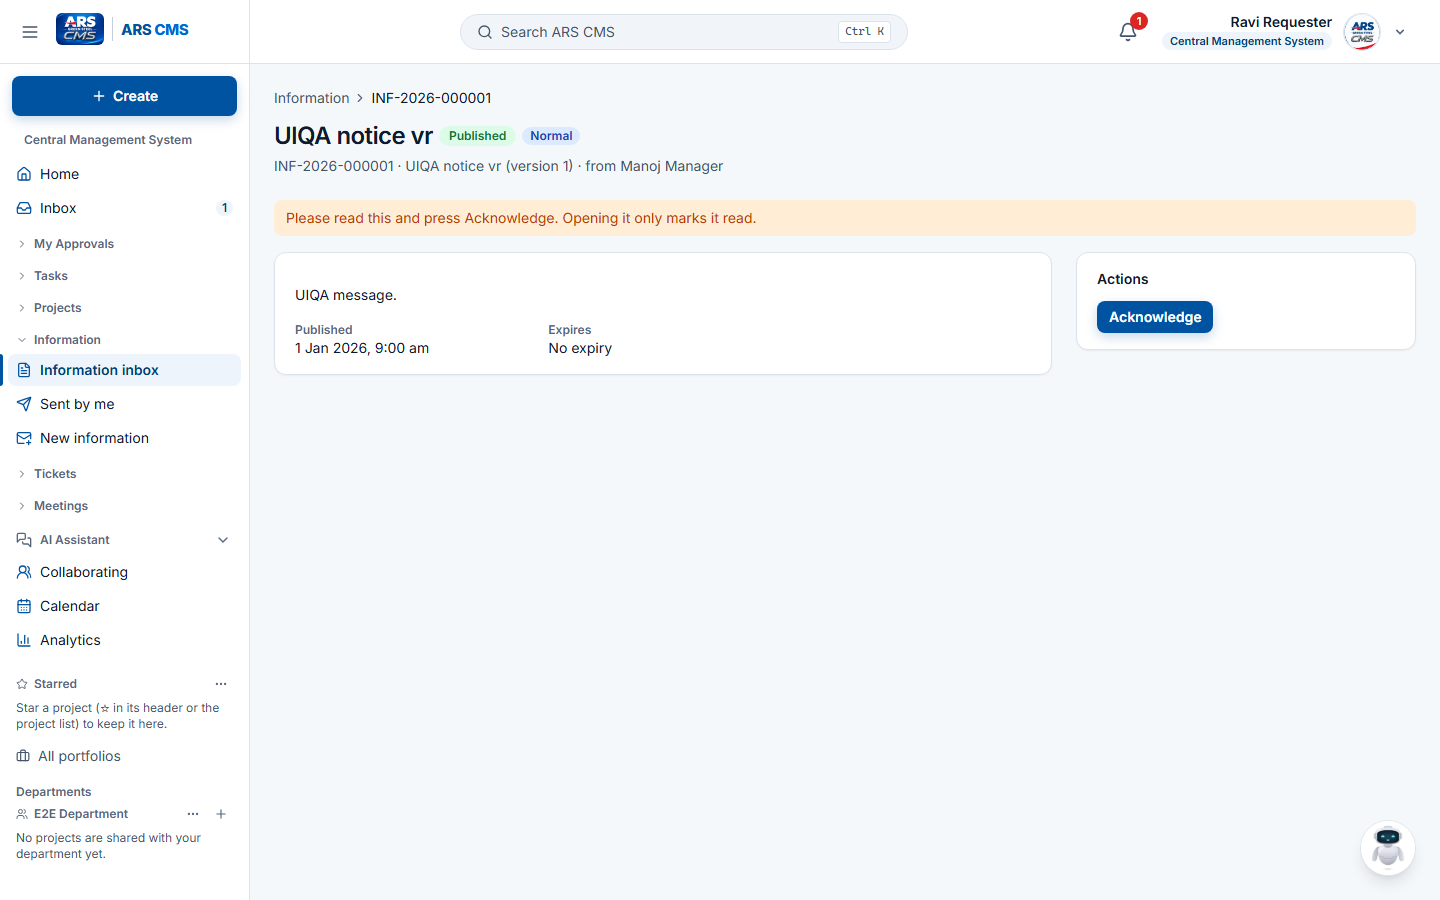 ARS CMS
Search ARS CMS
Ctrl K
1
Ravi Requester
Central Management System
Create
Central Management System
Home
Inbox 1
My Approvals
Tasks
Projects
Information
Information inbox
Sent by me
New information
Tickets
Meetings
AI Assistant
Collaborating
Calendar
Analytics
Starred
Star a project (☆ in its header or the
project list) to keep it here.
All portfolios
Departments
E2E Department
No projects are shared with your
department yet.
Information > INF-2026-000001
UIQA notice vr Published Normal
INF-2026-000001 · UIQA notice vr (version 1) · from Manoj Manager
Please read this and press Acknowledge. Opening it only marks it read.
UIQA message.
Published Expires
1 Jan 2026, 9:00 am No expiry
Actions
Acknowledge